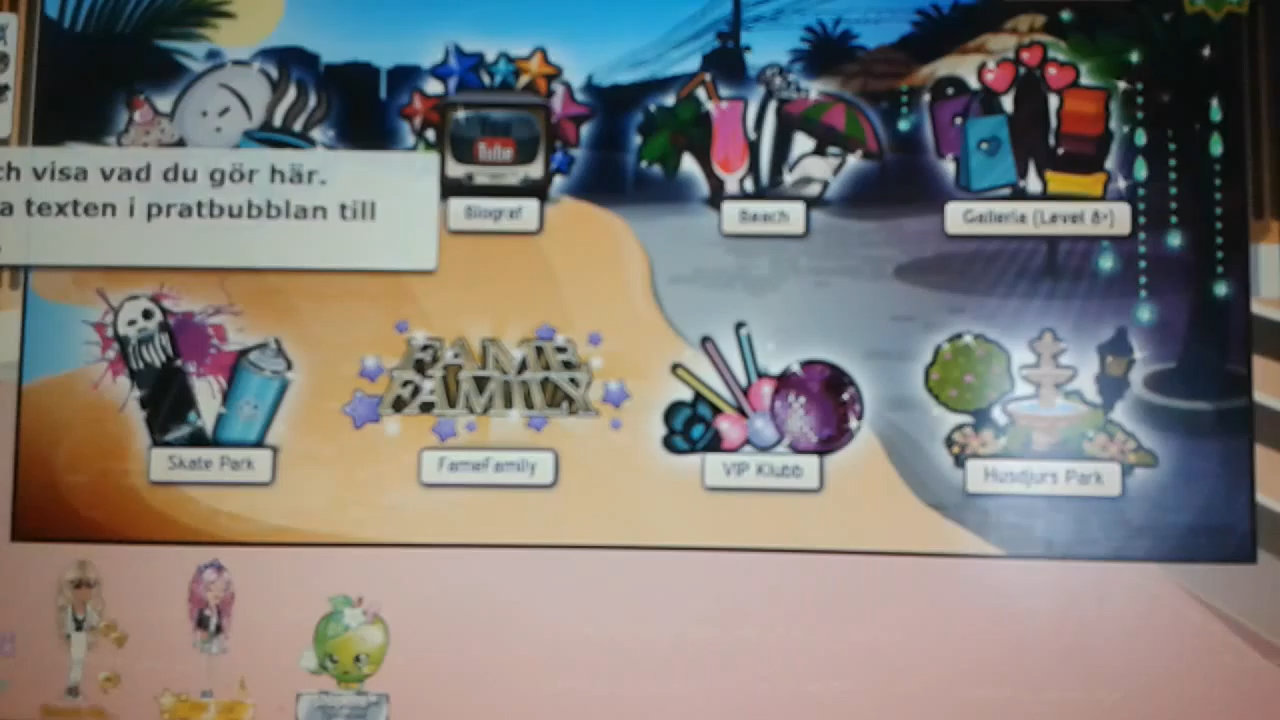 ch visa vad du gör här.
a texten i pratbubblan till
Tube
Biograf
Beach
Galleria (Level 8+)
FAME
FAMILY
Skate Park
FameFamily
VIP Klubb
Husdjurs Park